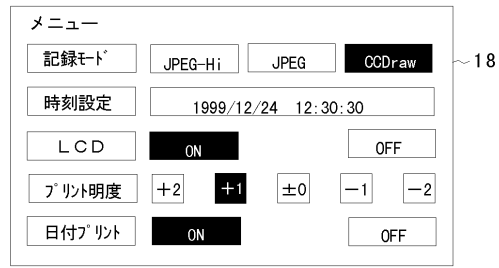 メニュー
記録ﾓｰﾄﾞ JPEG-Hi JPEG CCDraw 18
時刻設定 1999/12/24 12:30:30
ＬＣＤ ON OFF
ﾌﾟﾘﾝﾄ明度 +2 +1 ±0 -1 -2
日付ﾌﾟﾘﾝﾄ ON OFF